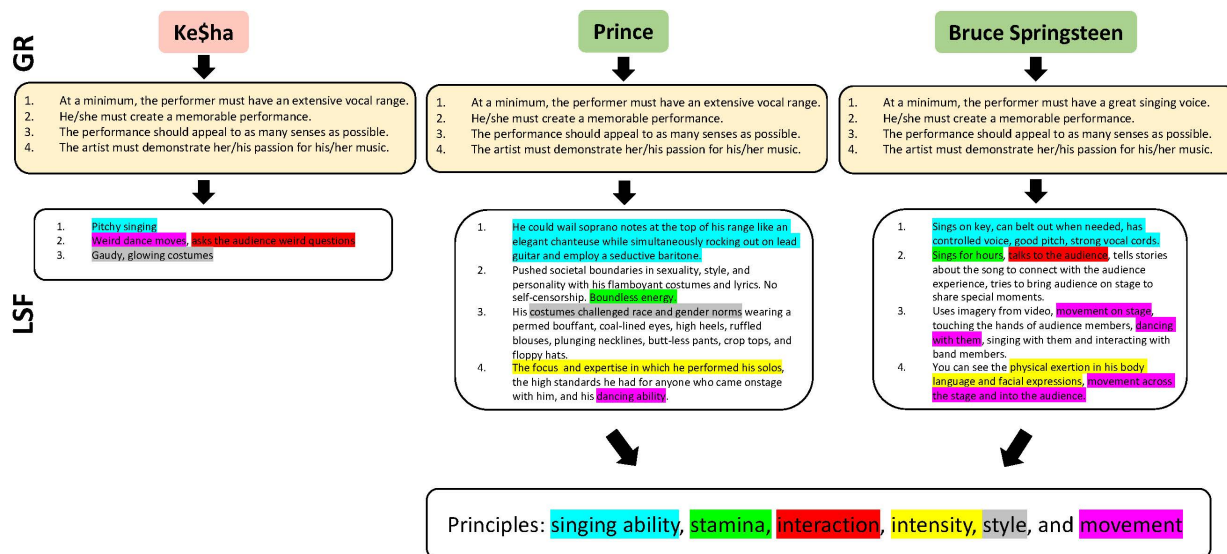 GR
Ke$ha
1. At a minimum, the performer must have an extensive vocal range.
2. He/she must create a memorable performance.
3. The performance should appeal to as many senses as possible.
4. The artist must demonstrate her/his passion for his/her music.
Prince
1. At a minimum, the performer must have an extensive vocal range.
2. He/she must create a memorable performance.
3. The performance should appeal to as many senses as possible.
4. The artist must demonstrate her/his passion for his/her music.
Bruce Springsteen
1. At a minimum, the performer must have a great singing voice.
2. He/she must create a memorable performance.
3. The performance should appeal to as many senses as possible.
4. The artist must demonstrate her/his passion for his/her music.
LSF
1. Pitchy singing
2. Weird dance moves, asks the audience weird questions
3. Gaudy, glowing costumes
1. He could wail soprano notes at the top of his range like an
elegant chanteuse while simultaneously rocking out on lead
guitar and employ a seductive baritone.
2. Pushed societal boundaries in sexuality, style, and
personality with his flamboyant costumes and lyrics. No
self-censorship. Boundless energy.
3. His costumes challenged race and gender norms wearing a
permed bouffant, coal-lined eyes, high heels, ruffled
blouses, plunging necklines, butt-less pants, crop tops, and
floppy hats.
4. The focus and expertise in which he performed his solos,
the high standards he had for anyone who came onstage
with him, and his dancing ability.
1. Sings on key, can belt out when needed, has
controlled voice, good pitch, strong vocal cords.
2. Sings for hours, talks to the audience, tells stories
about the song to connect with the audience
experience, tries to bring audience on stage to
share special moments.
3. Uses imagery from video, movement on stage,
touching the hands of audience members, dancing
with them, singing with them and interacting with
band members.
4. You can see the physical exertion in his body
language and facial expressions, movement across
the stage and into the audience.
Principles: singing ability, stamina, interaction, intensity, style, and movement